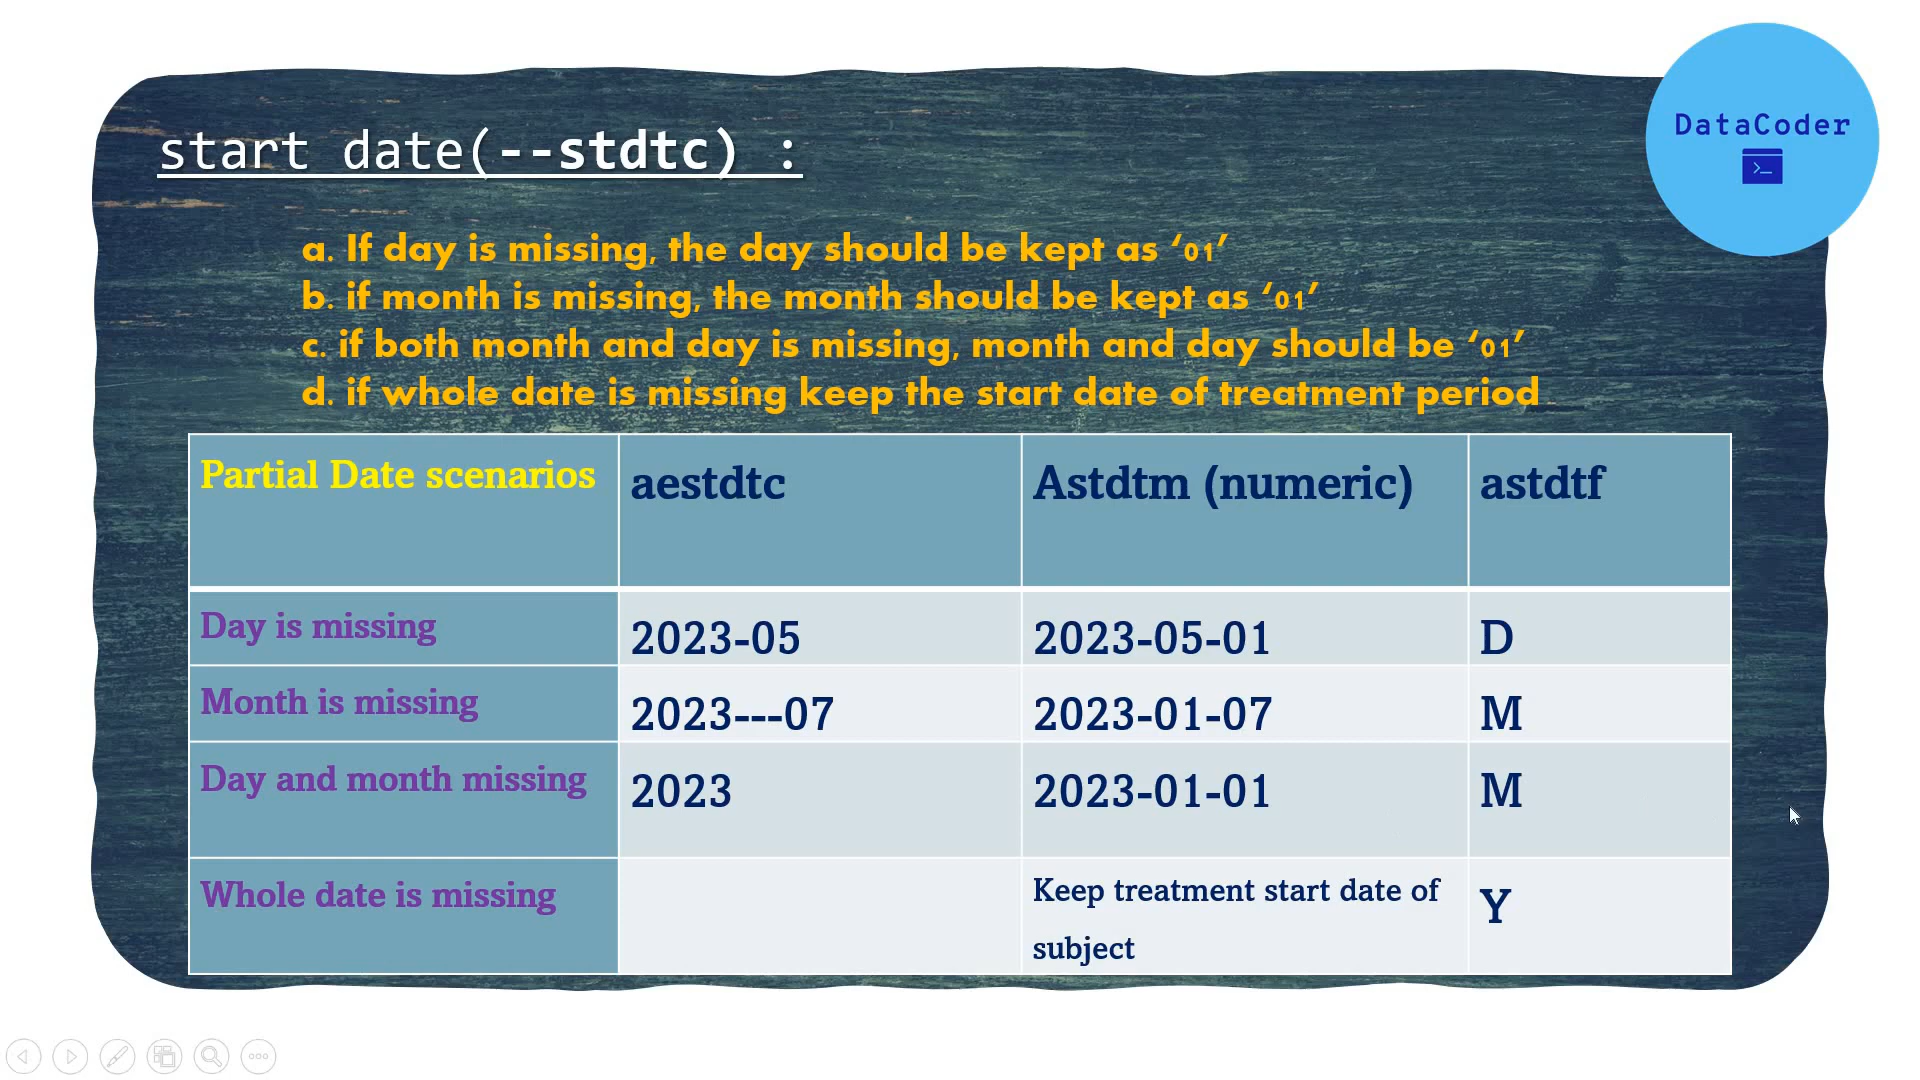 DataCoder
start date(--stdtc) :
a. If day is missing, the day should be kept as ‘01’
b. if month is missing, the month should be kept as ‘01’
c. if both month and day is missing, month and day should be ‘01’
d. if whole date is missing keep the start date of treatment period
Partial Date scenarios aestdtc Astdtm (numeric) astdtf
Day is missing 2023-05 2023-05-01 D
Month is missing 2023---07 2023-01-07 M
Day and month missing 2023 2023-01-01 M
Whole date is missing Keep treatment start date of Y
subject